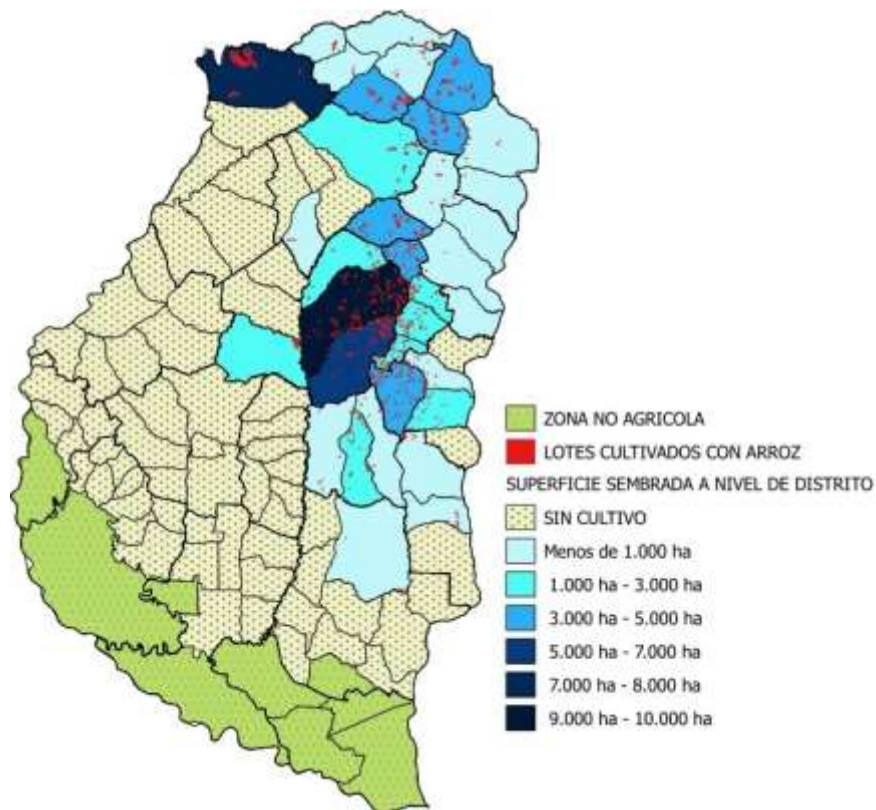 ZONA NO AGRICOLA
LOTES CULTIVADOS CON ARROZ
SUPERFICIE SEMBRADA A NIVEL DE DISTRITO
SIN CULTIVO
Menos de 1.000 ha
1.000 ha - 3.000 ha
3.000 ha - 5.000 ha
5.000 ha - 7.000 ha
7.000 ha - 8.000 ha
9.000 ha - 10.000 ha